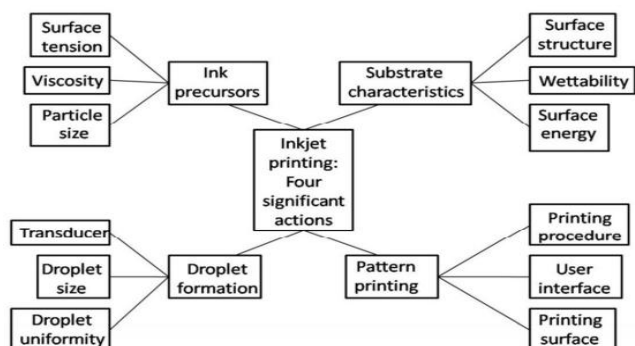 Surface
tension
Viscosity
Particle
size
Ink
precursors
Substrate
characteristics
Surface
structure
Wettability
Surface
energy
Inkjet
printing:
Four
significant
actions
Transducer
Droplet
size
Droplet
uniformity
Droplet
formation
Pattern
printing
Printing
procedure
User
interface
Printing
surface